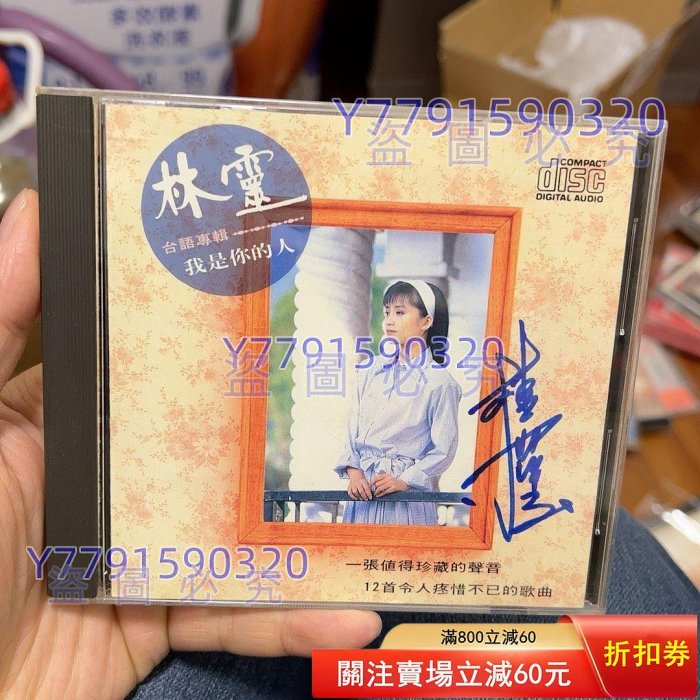 Y7791590320
盜圖必究
林靈
台語專輯
我是你的人
COMPACT
disc
DIGITAL AUDIO
Y7791590320
盜圖必究
一張值得珍藏的聲音
Y7791590320
盜圖必究
12首令人疼惜不已的歌曲
滿800立減60
關注賣場立減60元
折扣券